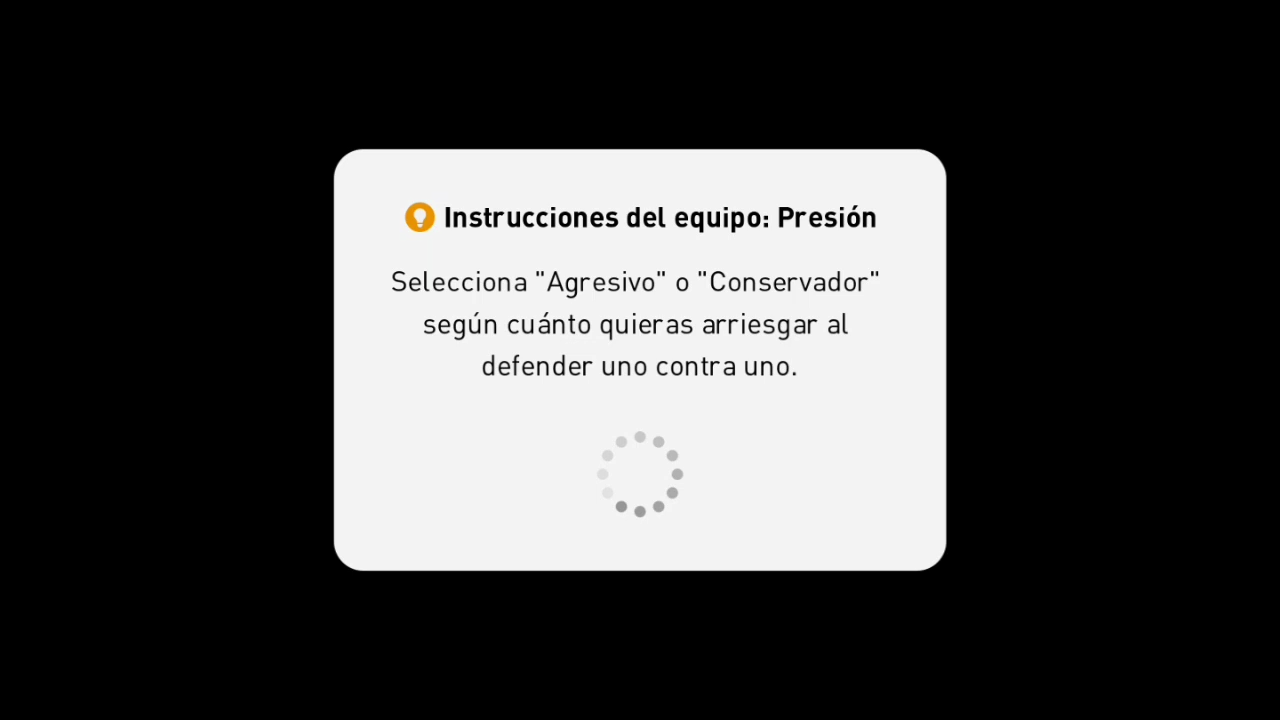 Instrucciones del equipo: Presión
Selecciona "Agresivo" o "Conservador"
según cuánto quieras arriesgar al
defender uno contra uno.